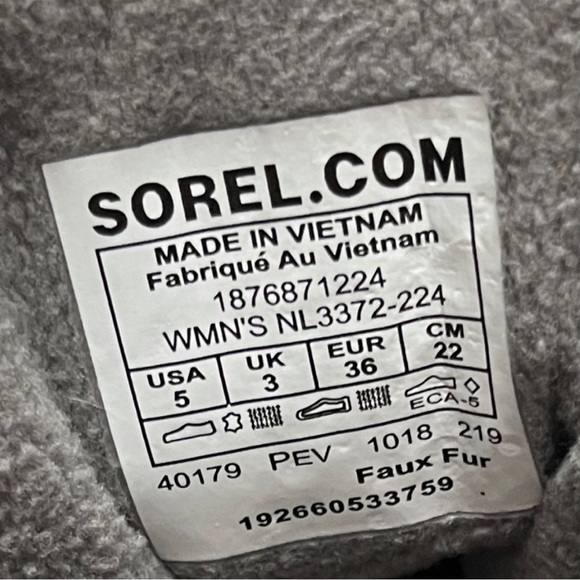 SOREL.COM
MADE IN VIETNAM
Fabriqué Au Vietnam
1876871224
WMN'S NL3372-224
USA UK EUR CM
5 3 36 22
ECA-5
40179 PEV 1018 219
Faux Fur
192660533759